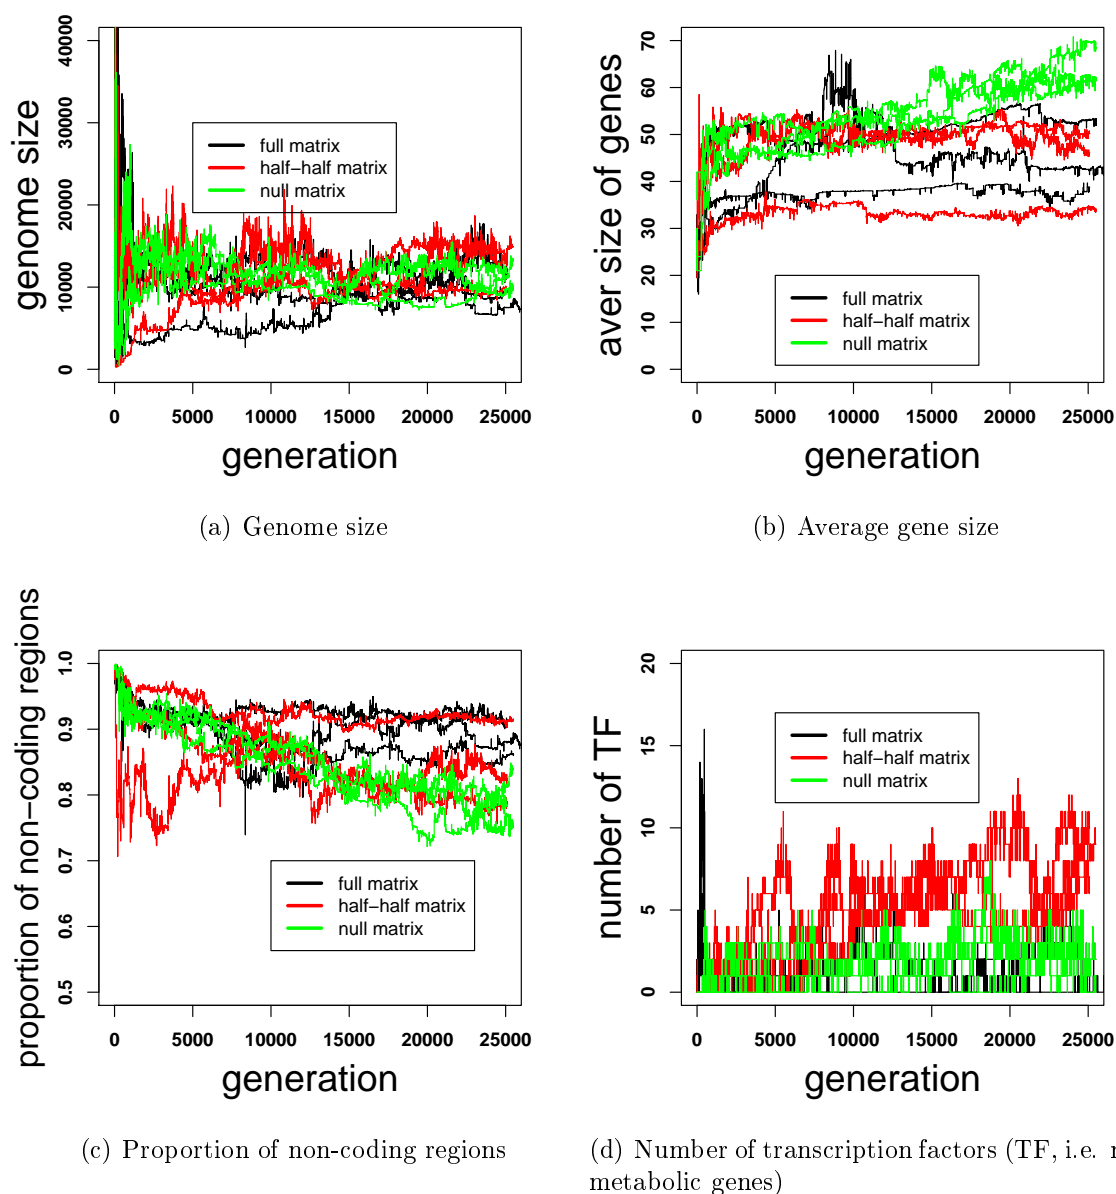 genome size
40000
30000
20000
10000
0
full matrix
half−half matrix
null matrix
0 5000 10000 15000 20000 25000
generation
(a) Genome size
aver size of genes
70
60
50
40
30
20
10
0
full matrix
half−half matrix
null matrix
0 5000 10000 15000 20000 25000
generation
(b) Average gene size
proportion of non−coding regions
1.0
0.9
0.8
0.7
0.6
0.5
full matrix
half−half matrix
null matrix
0 5000 10000 15000 20000 25000
generation
(c) Proportion of non-coding regions
number of TF
20
15
10
5
0
full matrix
half−half matrix
null matrix
0 5000 10000 15000 20000 25000
generation
(d) Number of transcription factors (TF, i.e.
metabolic genes)